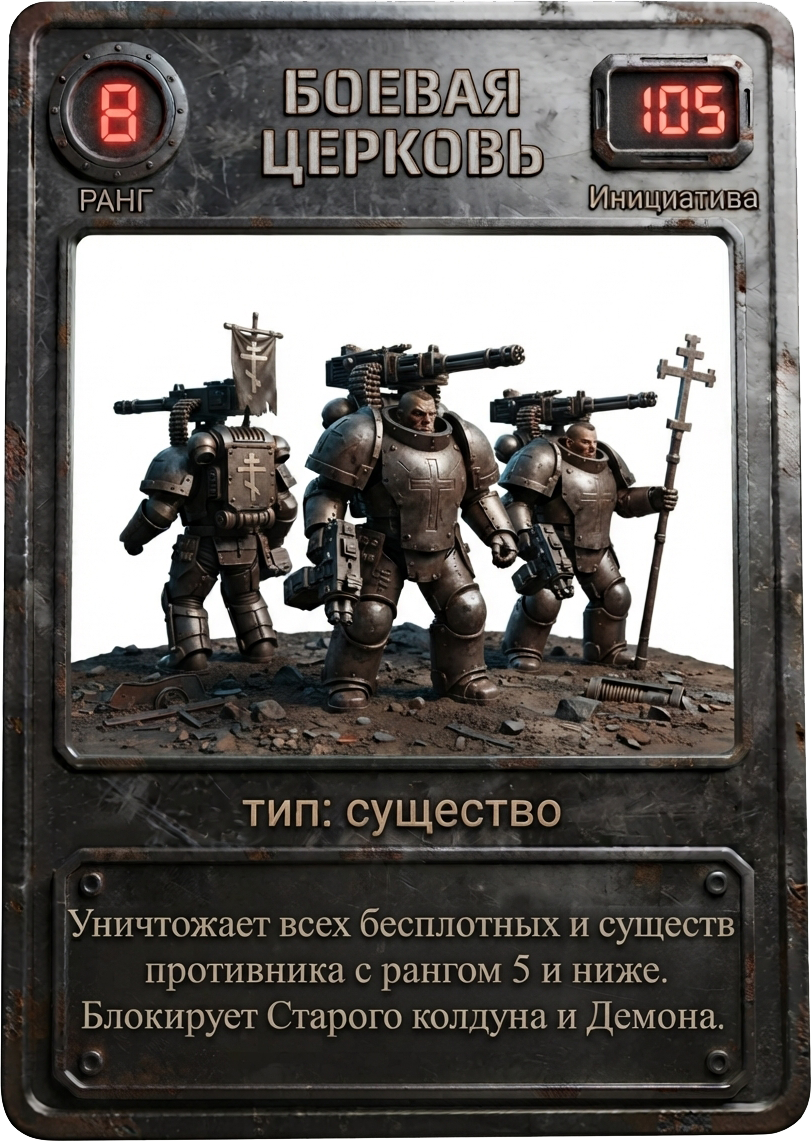 8
БОЕВАЯ
105
ЦЕРКОВЬ
РАНГ
Инициатива
тип: существо
Уничтожает всех бесплотных и существ
противника с рангом 5 и ниже.
Блокирует Старого колдуна и Демона.